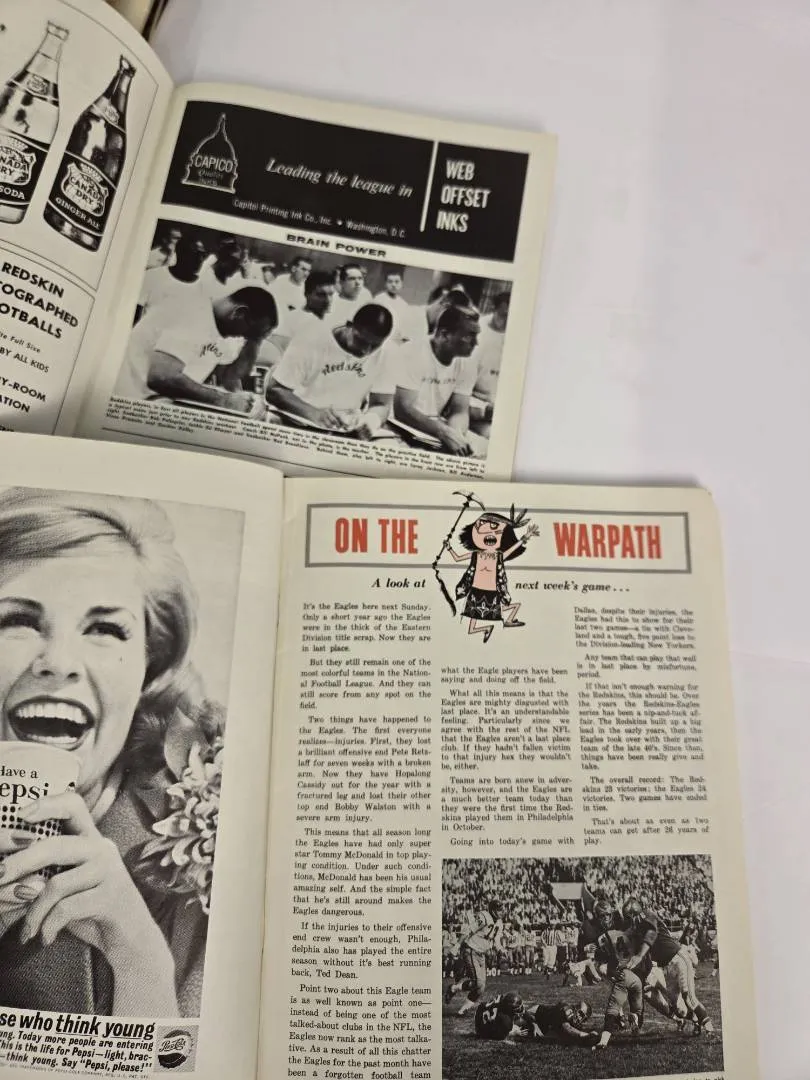 CANADA
DRY
SODA
CANADA
DRY
GINGER ALE
REDSKIN
OTOGRAPHED
OOTBALLS
Full Size
BY ALL KIDS
Y-ROOM
ATION
CAPICO
Quality
INKS
Leading the league in
WEB
OFFSET
INKS
Capitol Printing Ink Co., Inc. • Washington, D.C.
BRAIN POWER
Redskins
ave a
epsi
se who think young
ng. Today more people are entering
his is the life for Pepsi—light, brac-
—think young. Say "Pepsi, please!"
Pepsi-Cola
ON THE WARPATH
A look at next week's game...
It's the Eagles here next Sunday.
Only a short year ago the Eagles
were in the thick of the Eastern
Division title scrap. Now they are
in last place.
But they still remain one of the
most colorful teams in the Nation-
al Football League. And they can
still score from any spot on the
field.
Two things have happened to
the Eagles. The first everyone
realizes—injuries. First, they lost
a brilliant offensive end Pete Retz-
laff for seven weeks with a broken
arm. Now they have Hopalong
Cassidy out for the year with a
fractured leg and lost their other
top end Bobby Walston with a
severe arm injury.
This means that all season long
the Eagles have had only super
star Tommy McDonald in top play-
ing condition. Under such condi-
tions, McDonald has been his usual
amazing self. And the simple fact
that he's still around makes the
Eagles dangerous.
If the injuries to their offensive
end crew wasn't enough, Phila-
delphia also has played the entire
season without it's best running
back, Ted Dean.
Point two about this Eagle team
is as well known as point one—
instead of being one of the most
talked-about clubs in the NFL, the
Eagles now rank as the most talka-
tive. As a result of all this chatter
the Eagles for the past month have
been a forgotten football team
what the Eagle players have been
saying and doing off the field.
What all this means is that the
Eagles are mighty disgusted with
last place. It's an understandable
feeling. Particularly since we
agree with the rest of the NFL
that the Eagles aren't a last place
club. If they hadn't fallen victim
to that injury hex they wouldn't
be, either.
Teams are born anew in adver-
sity, however, and the Eagles are
a much better team today than
they were the first time the Red-
skins played them in Philadelphia
in October.
Going into today's game with
Dallas, despite their injuries, the
Eagles had this to show for their
last two games—a tie with Cleve-
land and a tough, five point loss to
the Division-leading New Yorkers.
Any team that can play that well
is in last place by misfortune,
period.
If that isn't enough warning for
the Redskins, this should be. Over
the years the Redskins-Eagles
series has been a nip-and-tuck af-
fair. The Redskins built up a big
lead in the early years, then the
Eagles took over with their great
team of the late 40's. Since then,
things have been really give and
take.
The overall record: The Red-
skins 23 victories; the Eagles 24
victories. Two games have ended
in ties.
That's about as even as two
teams can get after 26 years of
play.